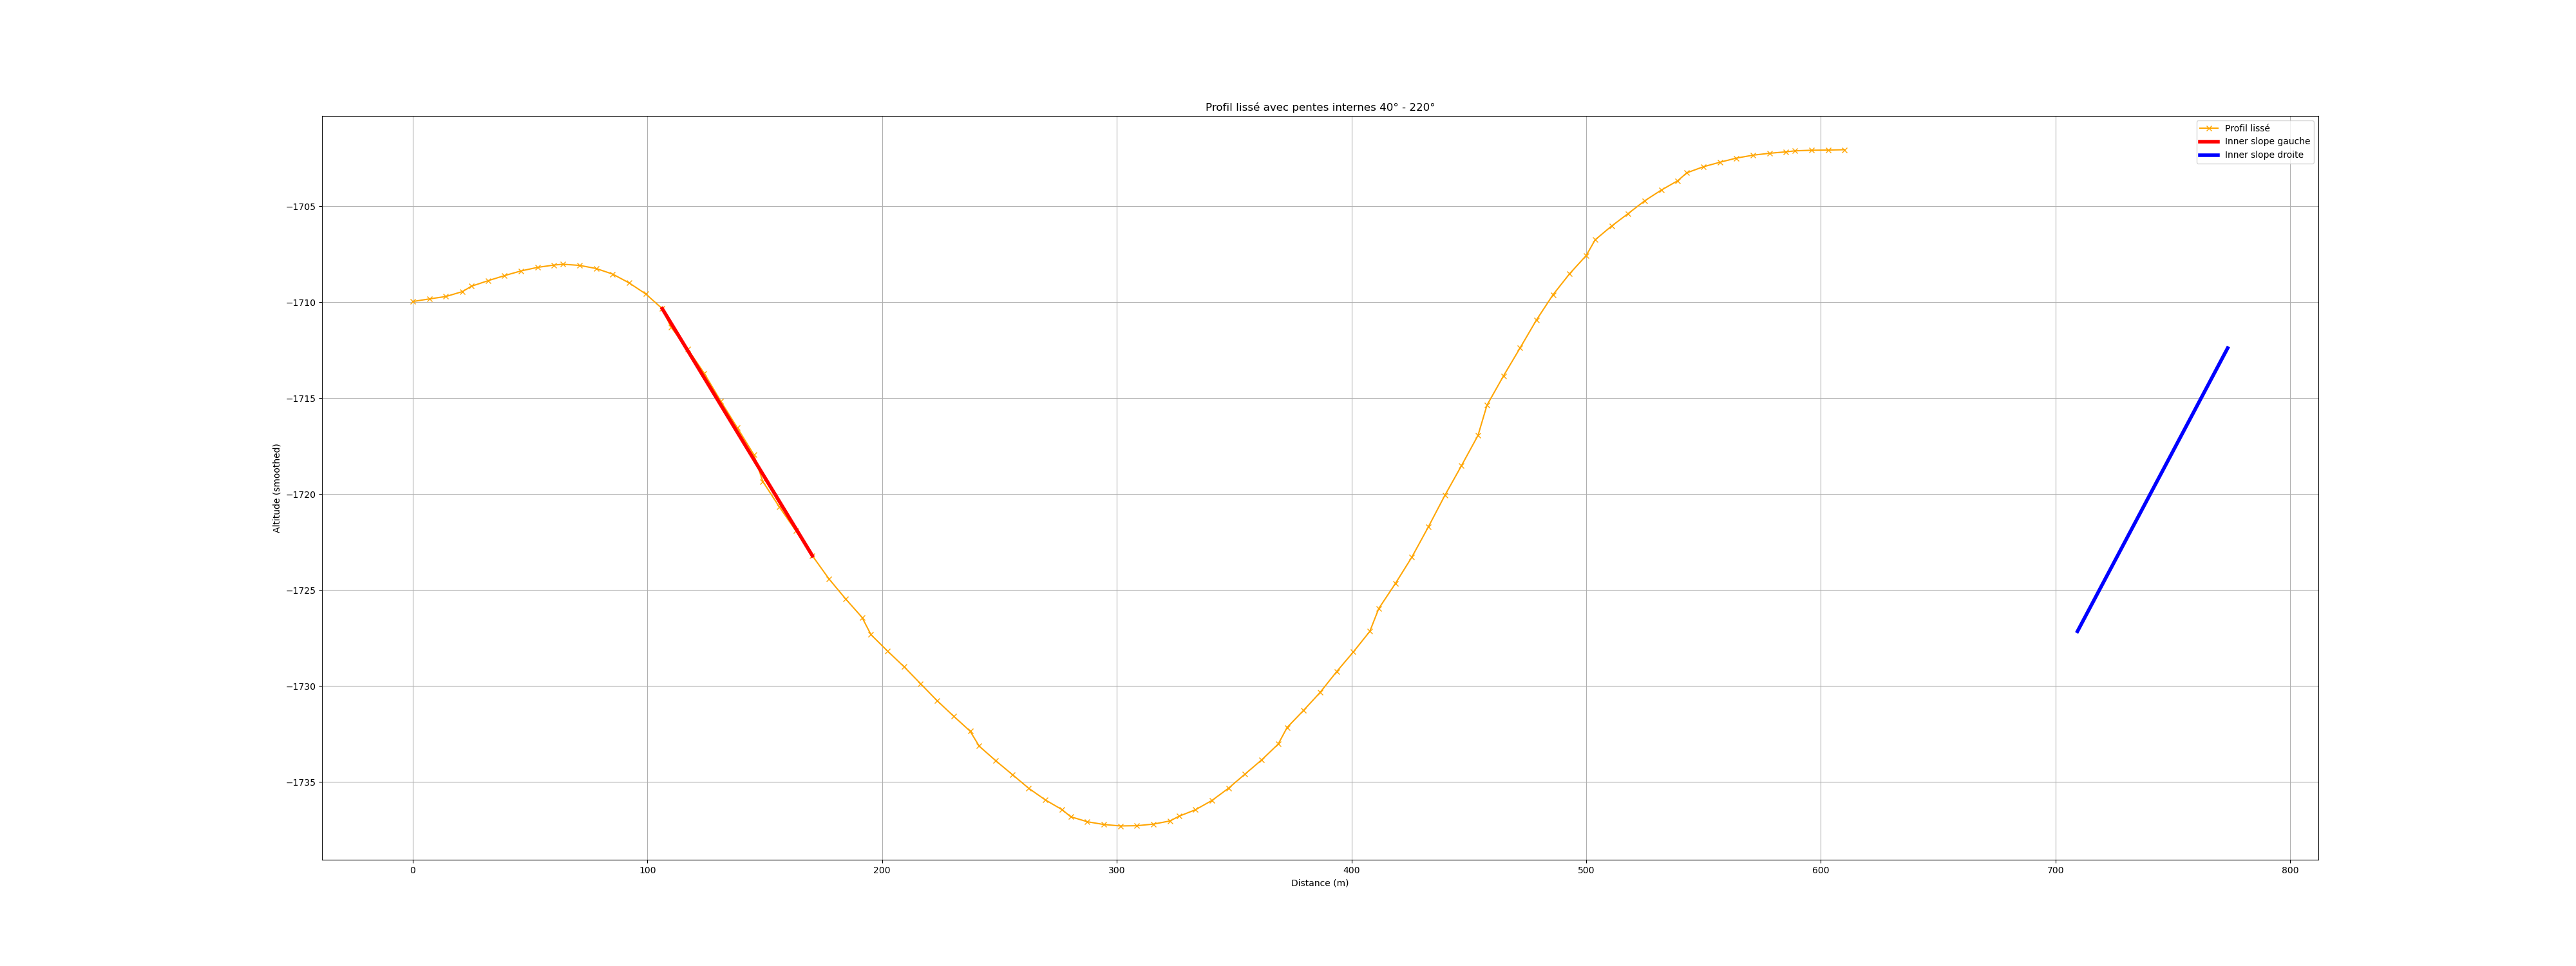 Profil lissé avec pentes internes 40° - 220°
Profil lissé
Inner slope gauche
Inner slope droite
−1705
−1710
−1715
−1720
−1725
−1730
−1735
Altitude (smoothed)
0 100 200 300 400 500 600 700 800
Distance (m)